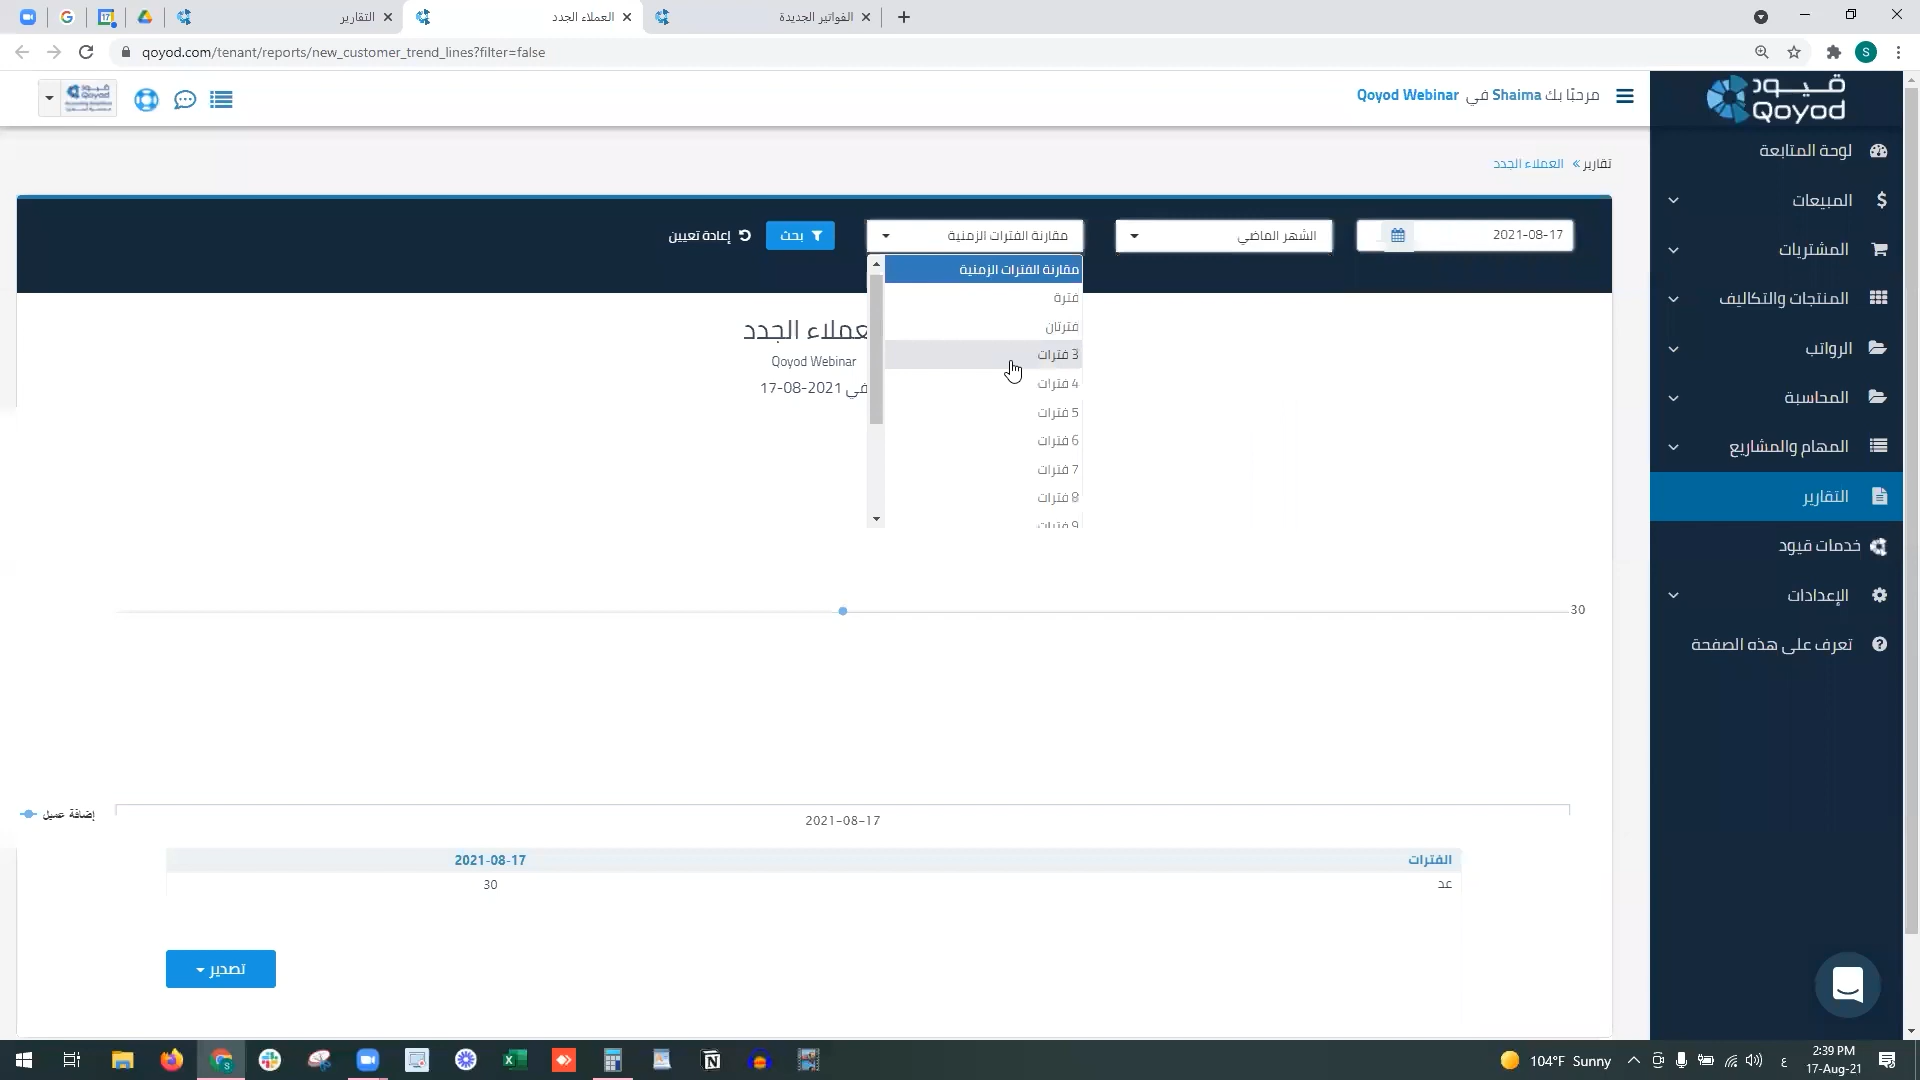 التقارير
العملاء الجدد
الفواتير الجديدة
qoyod.com/tenant/reports/new_customer_trend_lines?filter=false
S
قيود
Qoyod
مرحبًا بك Shaima في Qoyod Webinar
لوحة المتابعة
المبيعات
المشتريات
المنتجات والتكاليف
الرواتب
المحاسبة
المهام والمشاريع
التقارير
خدمات قيود
الإعدادات
تعرف على هذه الصفحة
تقارير » العملاء الجدد
2021-08-17
الشهر الماضي
مقارنة الفترات الزمنية
بحث
إعادة تعيين
مقارنة الفترات الزمنية
فترة
فترتان
3 فترات
4 فترات
5 فترات
6 فترات
7 فترات
8 فترات
9 فترات
العملاء الجدد
Qoyod Webinar
في 2021-08-17
30
إضافة عميل
2021-08-17
الفترات 2021-08-17
عد 30
تصدير
104°F Sunny
ع
2:39 PM
17-Aug-21